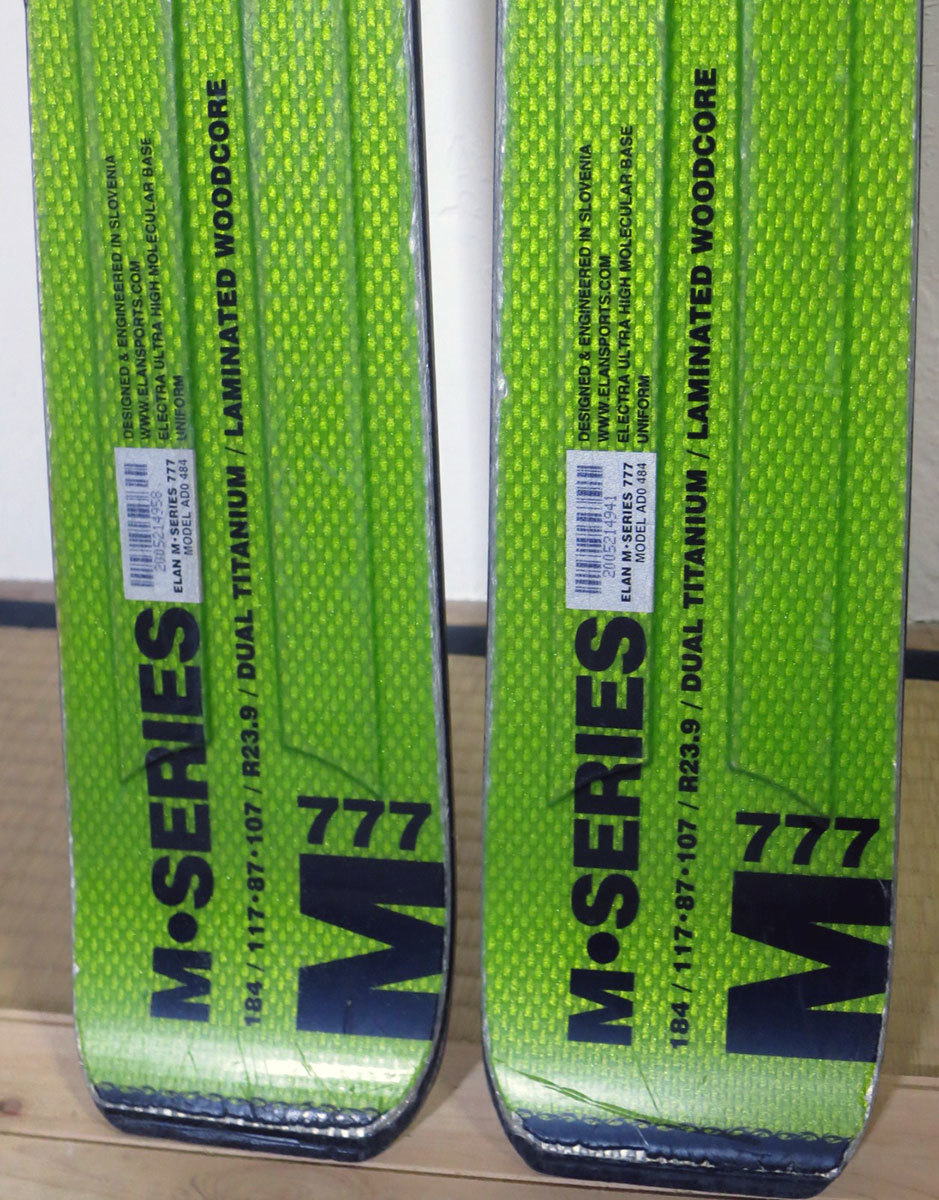 DESIGNED & ENGINEERED IN SLOVENIA
WWW.ELANSPORTS.COM
ELECTRA ULTRA HIGH MOLECULAR BASE
UNIFORM
2005214958
ELAN M•SERIES 777
MODEL AD0 484
M•SERIES
184 / 117•87•107 / R23.9 / DUAL TITANIUM / LAMINATED WOODCORE
777
M
DESIGNED & ENGINEERED IN SLOVENIA
WWW.ELANSPORTS.COM
ELECTRA ULTRA HIGH MOLECULAR BASE
UNIFORM
2005214941
ELAN M•SERIES 777
MODEL AD0 484
M•SERIES
184 / 117•87•107 / R23.9 / DUAL TITANIUM / LAMINATED WOODCORE
777
M